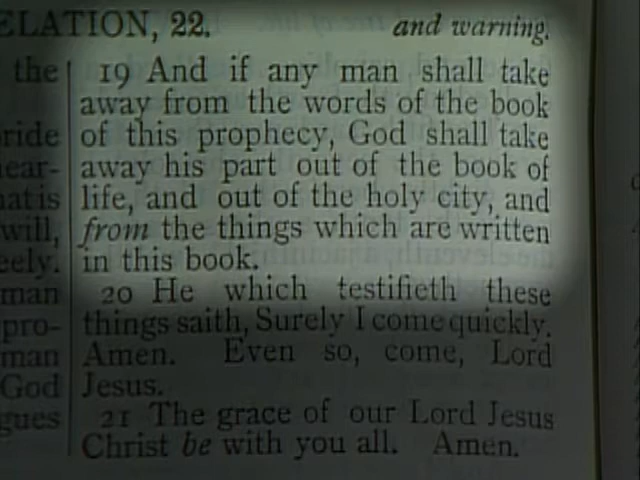 ELATION, 22.
and warning.
the
ride
hear-
hat is
will,
eely.
man
pro-
man
God
gues
19 And if any man shall take
away from the words of the book
of this prophecy, God shall take
away his part out of the book of
life, and out of the holy city, and
from the things which are written
in this book.
20 He which testifieth these
things saith, Surely I come quickly.
Amen. Even so, come, Lord
Jesus.
21 The grace of our Lord Jesus
Christ be with you all. Amen.